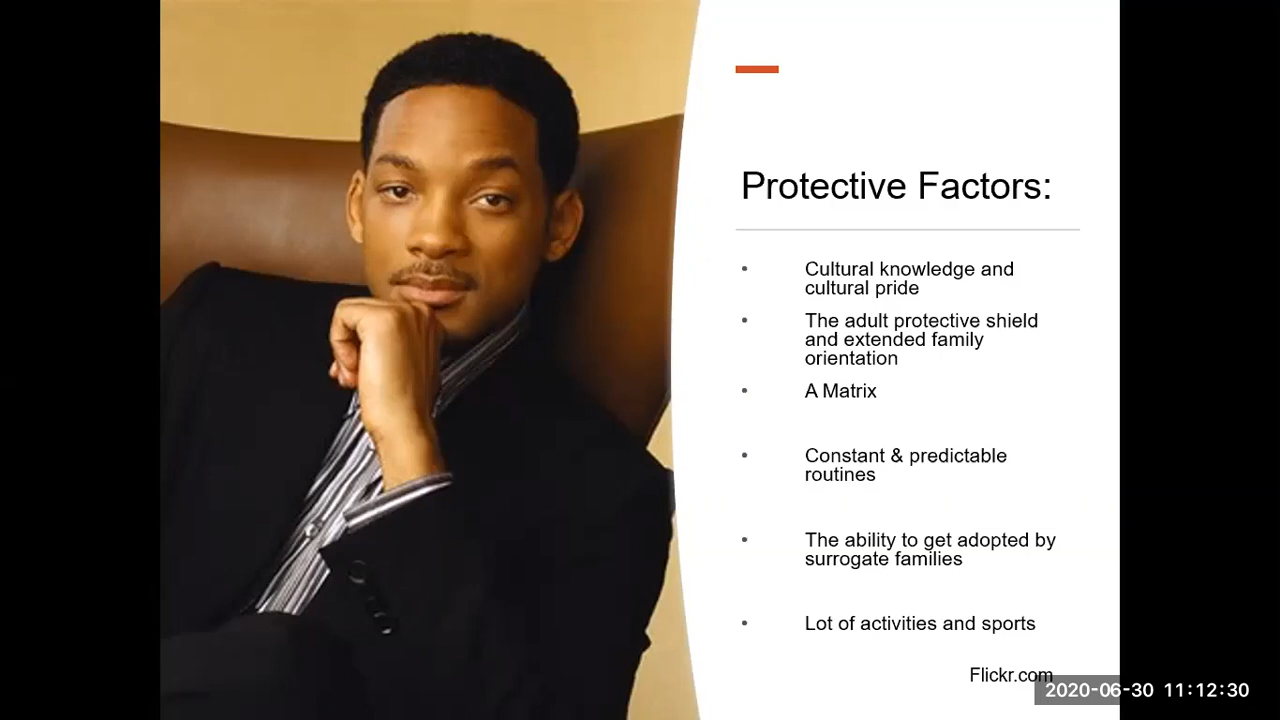 Protective Factors:
• Cultural knowledge and
cultural pride
• The adult protective shield
and extended family
orientation
• A Matrix
• Constant & predictable
routines
• The ability to get adopted by
surrogate families
• Lot of activities and sports
Flickr.com
2020-06-30 11:12:30